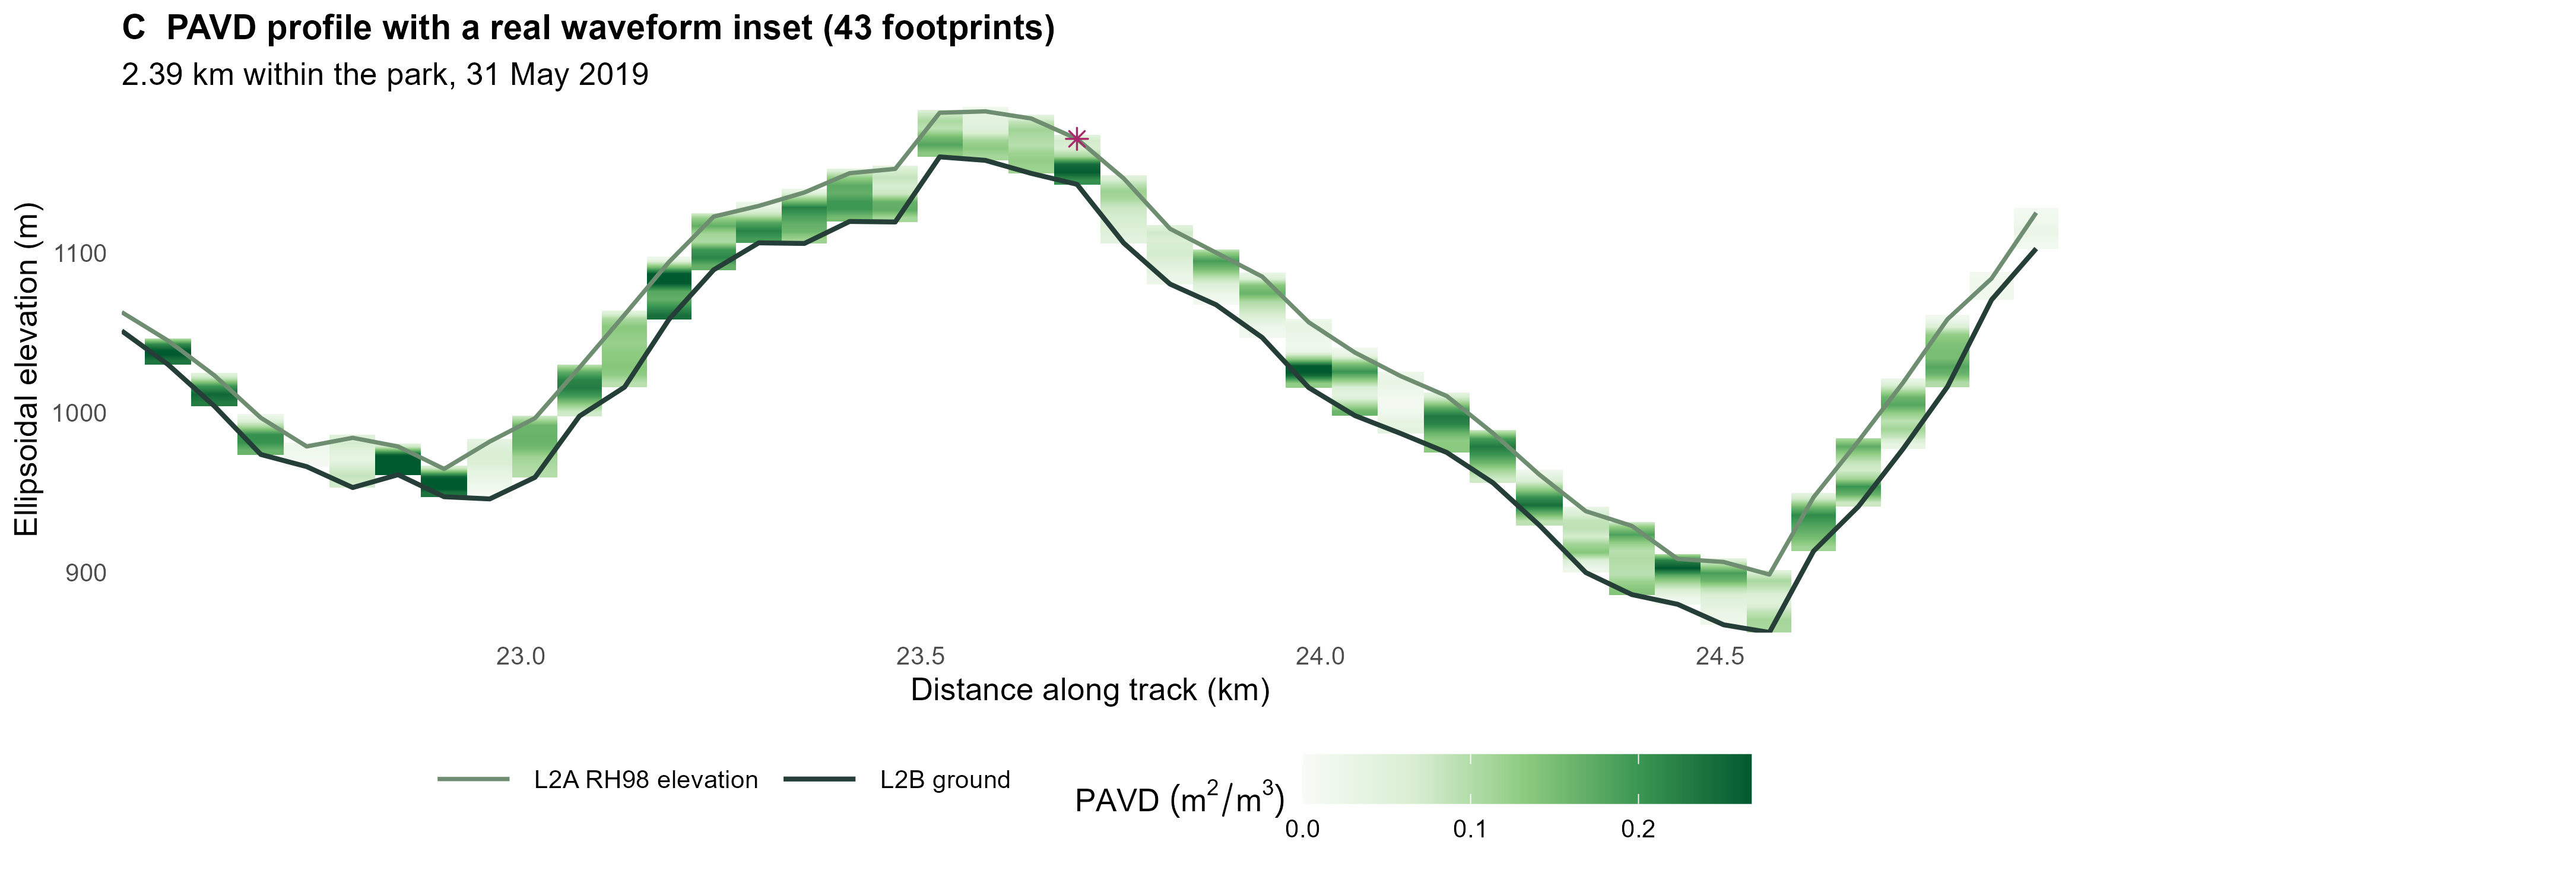 C  PAVD profile with a real waveform inset (43 footprints)
2.39 km within the park, 31 May 2019
Ellipsoidal elevation (m)
1100
1000
900
23.0 23.5 24.0 24.5
Distance along track (km)
L2A RH98 elevation L2B ground
PAVD (m²/m³)
0.0 0.1 0.2